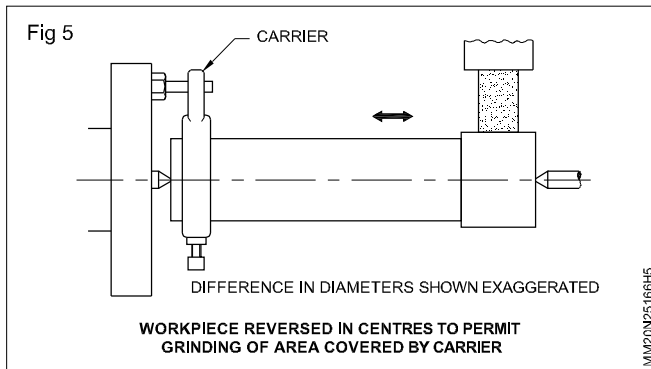 Fig 5
CARRIER
DIFFERENCE IN DIAMETERS SHOWN EXAGGERATED
WORKPIECE REVERSED IN CENTRES TO PERMIT
GRINDING OF AREA COVERED BY CARRIER
MM20N25166H5